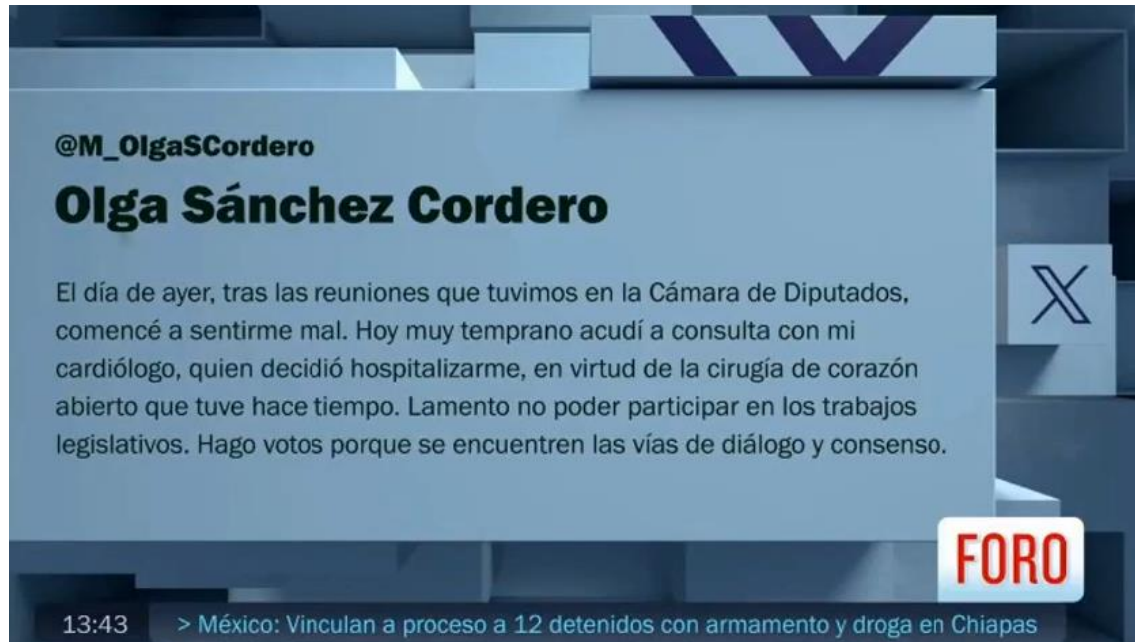 @M_OlgaSCordero
Olga Sánchez Cordero
El día de ayer, tras las reuniones que tuvimos en la Cámara de Diputados,
comencé a sentirme mal. Hoy muy temprano acudí a consulta con mi
cardiólogo, quien decidió hospitalizarme, en virtud de la cirugía de corazón
abierto que tuve hace tiempo. Lamento no poder participar en los trabajos
legislativos. Hago votos porque se encuentren las vías de diálogo y consenso.
X
FORO
13:43 > México: Vinculan a proceso a 12 detenidos con armamento y droga en Chiapas